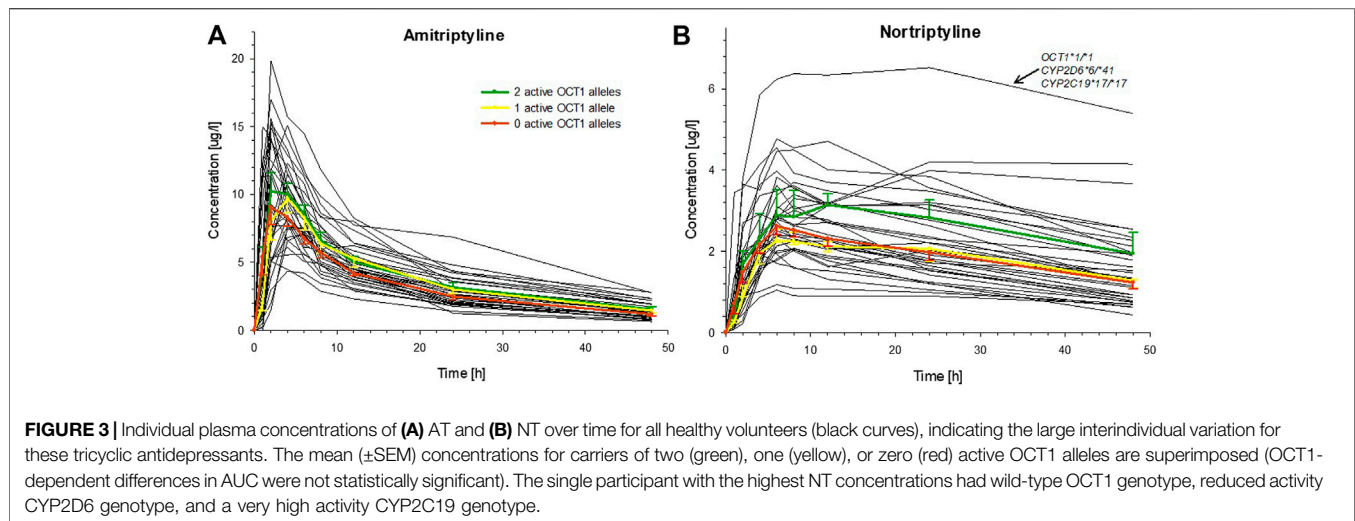 A
Amitriptyline
20
15
10
5
0
Concentration [ug/l]
2 active OCT1 alleles
1 active OCT1 allele
0 active OCT1 alleles
0 10 20 30 40 50
Time [h]
B
Nortriptyline
OCT1*1/*1
CYP2D6*6/*41
CYP2C19*17/*17
6
4
2
0
Concentration [ug/l]
0 10 20 30 40 50
Time [h]
FIGURE 3 | Individual plasma concentrations of (A) AT and (B) NT over time for all healthy volunteers (black curves), indicating the large interindividual variation for
these tricyclic antidepressants. The mean (±SEM) concentrations for carriers of two (green), one (yellow), or zero (red) active OCT1 alleles are superimposed (OCT1-
dependent differences in AUC were not statistically significant). The single participant with the highest NT concentrations had wild-type OCT1 genotype, reduced activity
CYP2D6 genotype, and a very high activity CYP2C19 genotype.